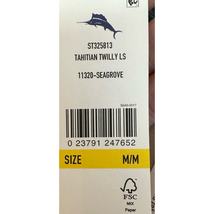 ST325813
TAHITIAN TWILLY LS
11320-SEAGROVE
0 23791 247652
SIZE M/M
FSC
MIX
Paper